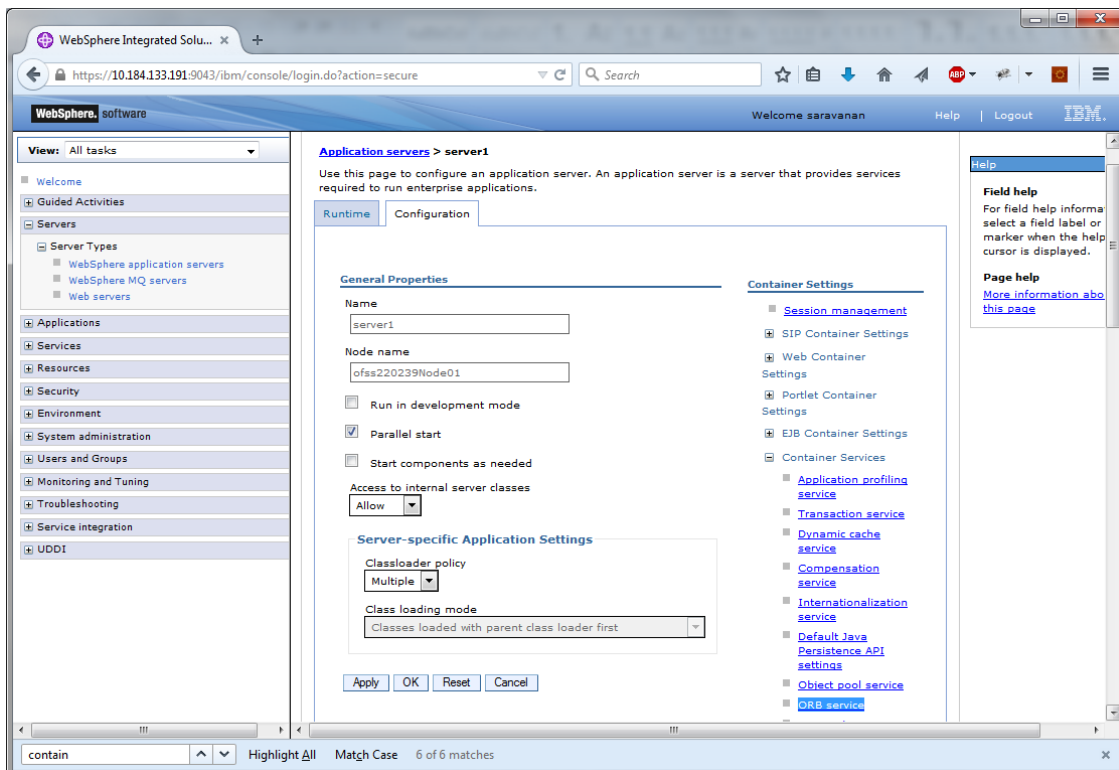 WebSphere Integrated Solu...
https://10.184.133.191:9043/ibm/console/login.do?action=secure
Search
ABP
WebSphere. software
Welcome saravanan
Help | Logout
IBM.
View: All tasks
Welcome
Guided Activities
Servers
Server Types
WebSphere application servers
WebSphere MQ servers
Web servers
Applications
Services
Resources
Security
Environment
System administration
Users and Groups
Monitoring and Tuning
Troubleshooting
Service integration
UDDI
Application servers > server1
Use this page to configure an application server. An application server is a server that provides services
required to run enterprise applications.
Runtime
Configuration
General Properties
Name
server1
Node name
ofss220239Node01
Run in development mode
Parallel start
Start components as needed
Access to internal server classes
Allow
Server-specific Application Settings
Classloader policy
Multiple
Class loading mode
Classes loaded with parent class loader first
Apply
OK
Reset
Cancel
Container Settings
Session management
SIP Container Settings
Web Container
Settings
Portlet Container
Settings
EJB Container Settings
Container Services
Application profiling
service
Transaction service
Dynamic cache
service
Compensation
service
Internationalization
service
Default Java
Persistence API
settings
Object pool service
ORB service
Help
Field help
For field help informa
select a field label or
marker when the help
cursor is displayed.
Page help
More information abo
this page
contain
Highlight All
Match Case
6 of 6 matches